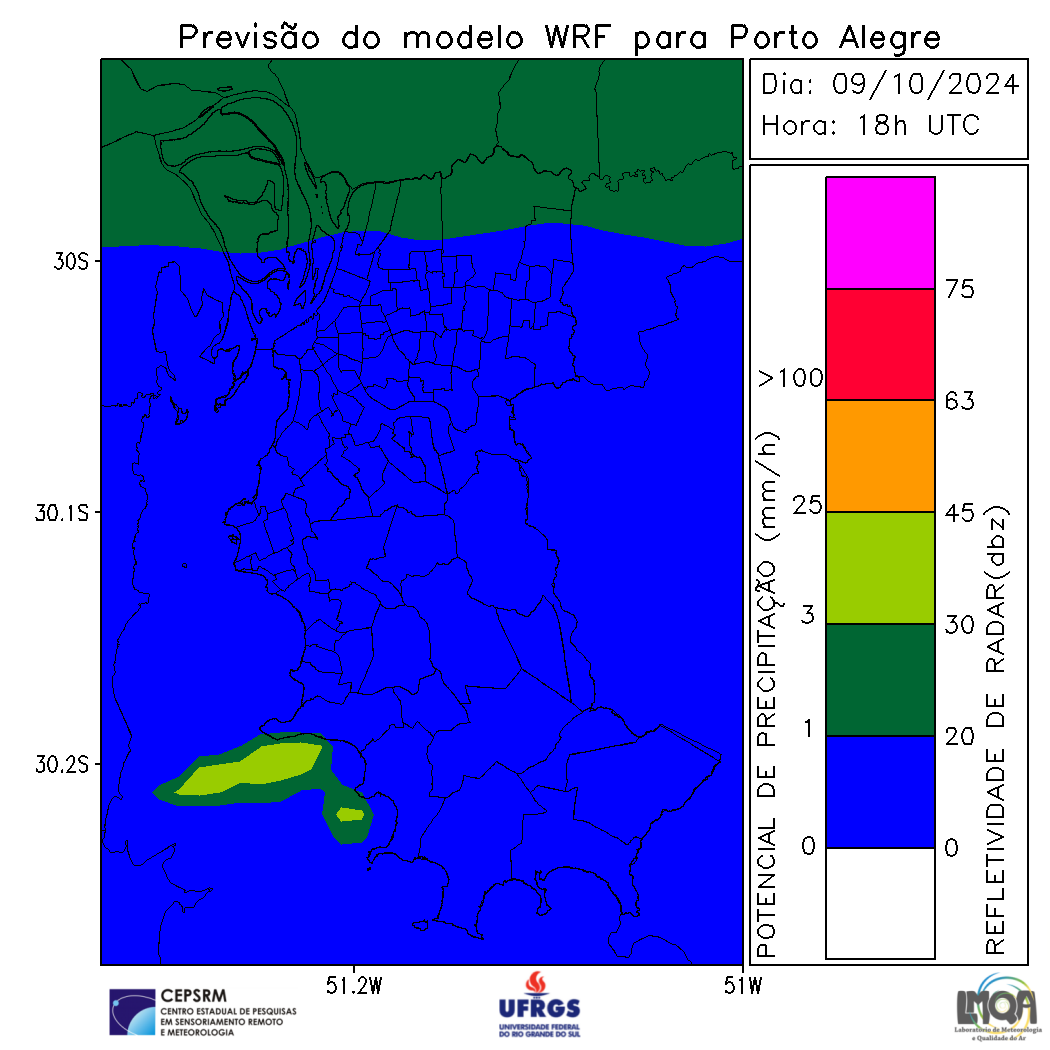 Previsão do modelo WRF para Porto Alegre
Dia: 09/10/2024
Hora: 18h UTC
30S
30.1S
30.2S
51.2W
51W
POTENCIAL DE PRECIPITAÇÃO (mm/h)
>100
25
3
1
0
75
63
45
30
20
0
REFLETIVIDADE DE RADAR(dbz)
CEPSRM
CENTRO ESTADUAL DE PESQUISAS
EM SENSORIAMENTO REMOTO
E METEOROLOGIA
UFRGS
UNIVERSIDADE FEDERAL
DO RIO GRANDE DO SUL
LMQA
Laboratório de Meteorologia
e Qualidade do Ar